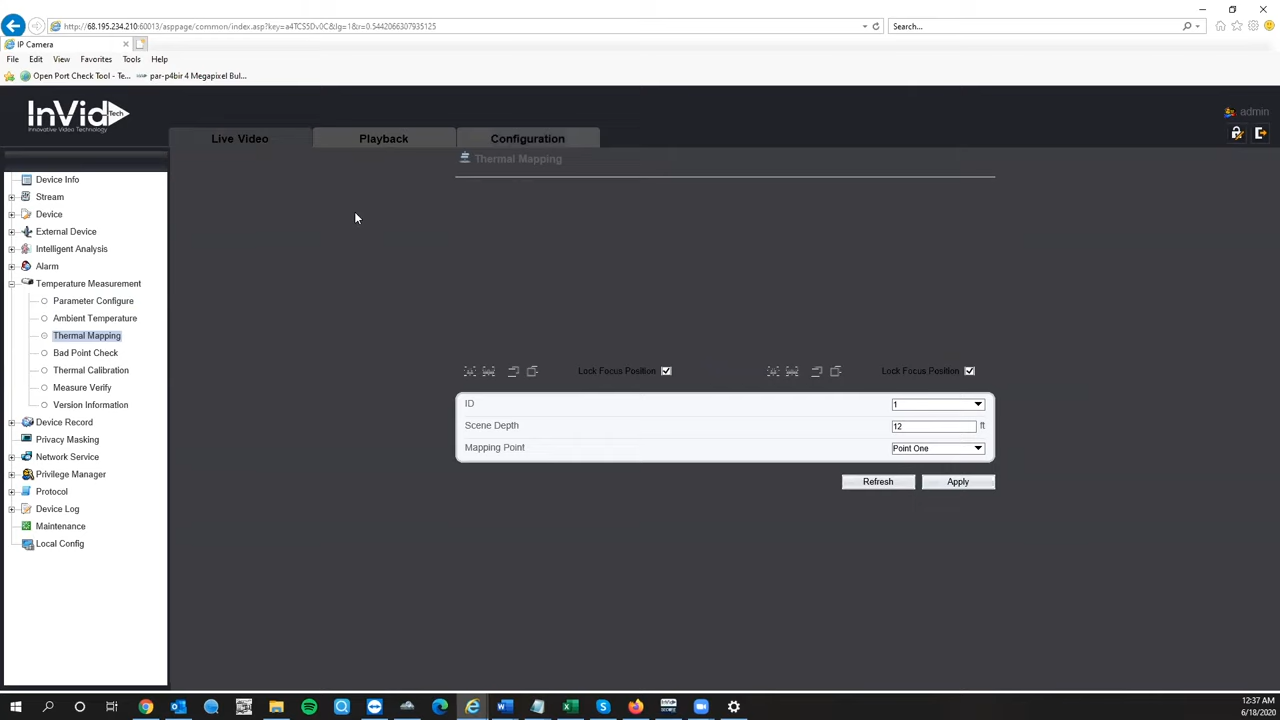 http://68.195.234.210:60013/asppage/common/index.asp?key=a4TCS5Dv0C&lg=1&r=0.5442066307935125
Search...
IP Camera
File Edit View Favorites Tools Help
Open Port Check Tool - Te... par-p4bir 4 Megapixel Bul...
InVid Tech
Innovative Video Technology
admin
Live Video Playback Configuration
Thermal Mapping
Device Info
Stream
Device
External Device
Intelligent Analysis
Alarm
Temperature Measurement
Parameter Configure
Ambient Temperature
Thermal Mapping
Bad Point Check
Thermal Calibration
Measure Verify
Version Information
Device Record
Privacy Masking
Network Service
Privilege Manager
Protocol
Device Log
Maintenance
Local Config
Lock Focus Position Lock Focus Position
ID 1
Scene Depth 12 ft
Mapping Point Point One
Refresh Apply
12:37 AM
6/18/2020